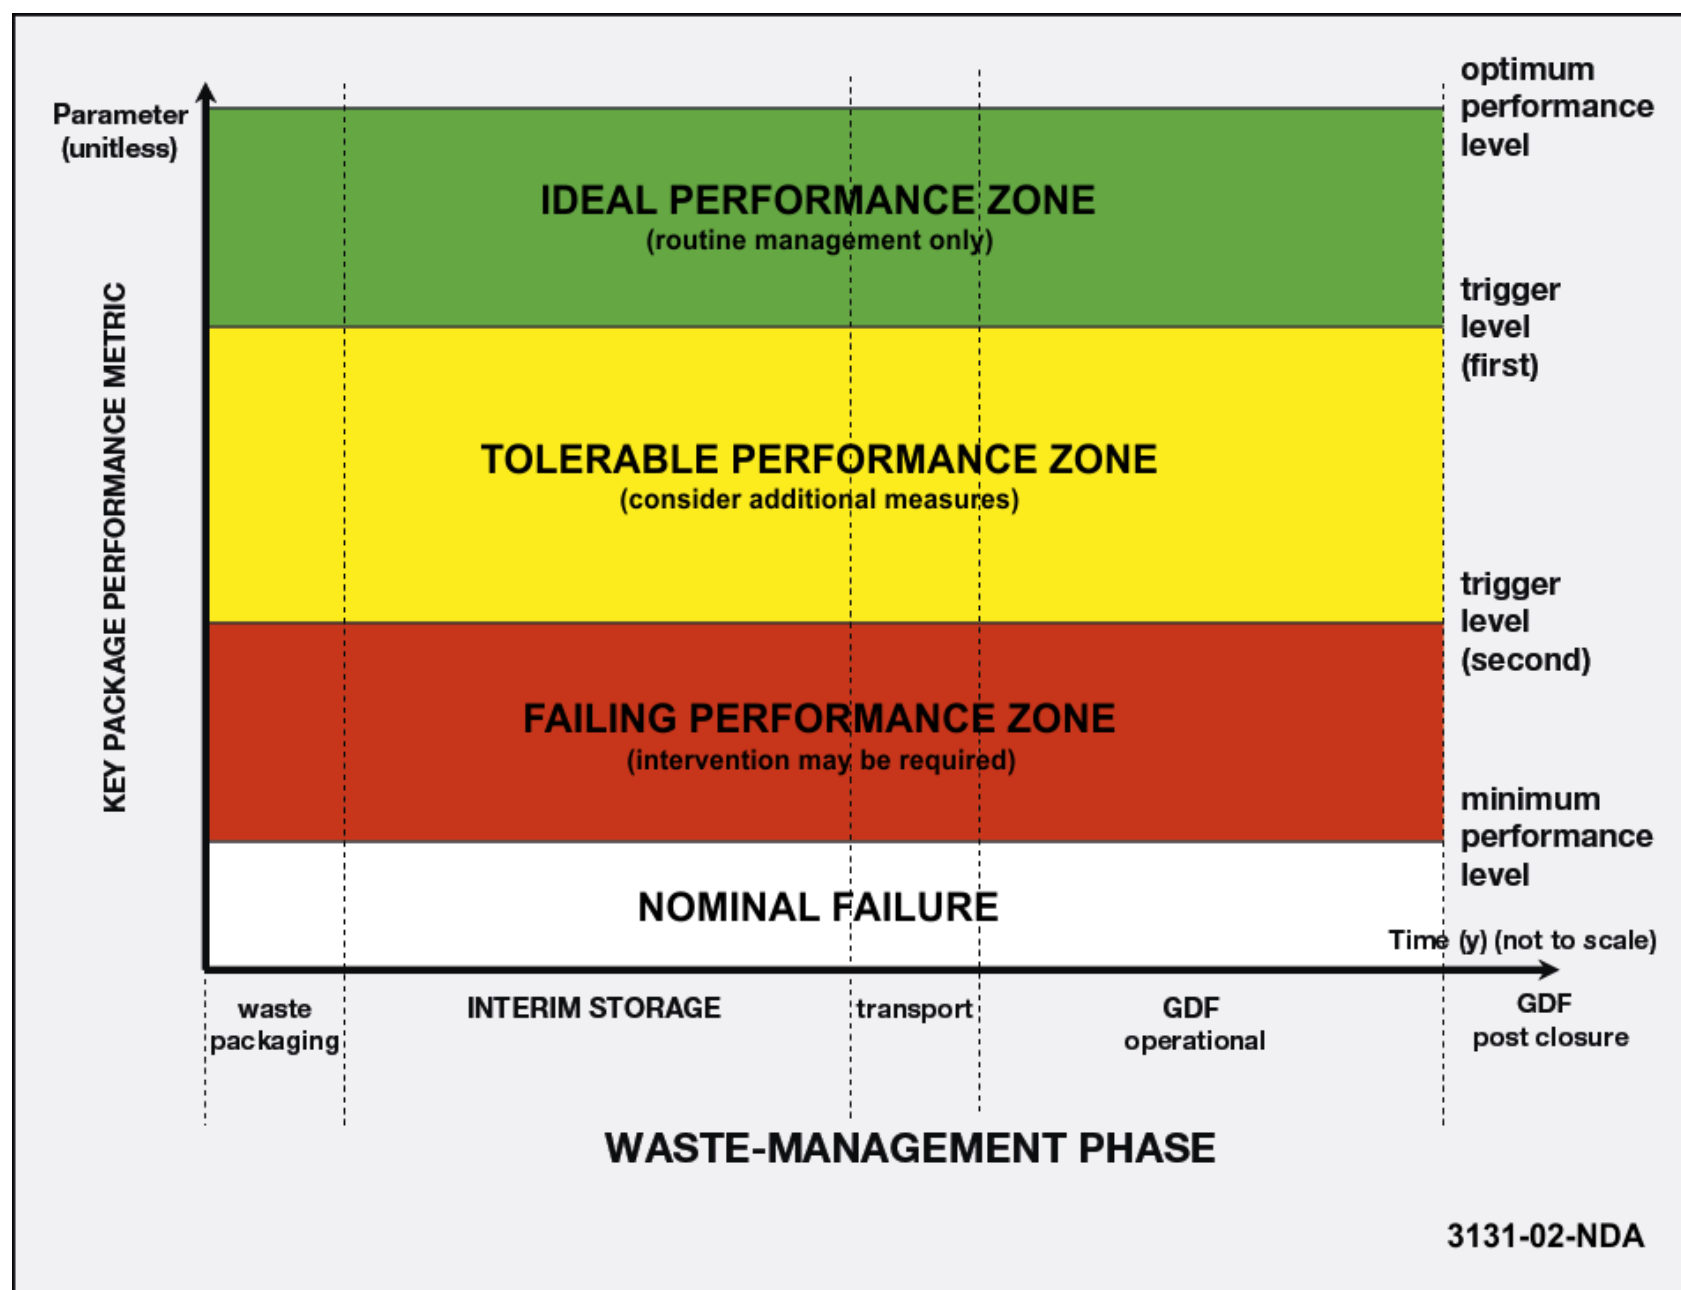 optimum
performance
level
Parameter
(unitless)
IDEAL PERFORMANCE ZONE
(routine management only)
trigger
level
(first)
KEY PACKAGE PERFORMANCE METRIC
TOLERABLE PERFORMANCE ZONE
(consider additional measures)
trigger
level
(second)
FAILING PERFORMANCE ZONE
(intervention may be required)
minimum
performance
level
NOMINAL FAILURE
Time (y) (not to scale)
waste
packaging
INTERIM STORAGE
transport
GDF
operational
GDF
post closure
WASTE-MANAGEMENT PHASE
3131-02-NDA